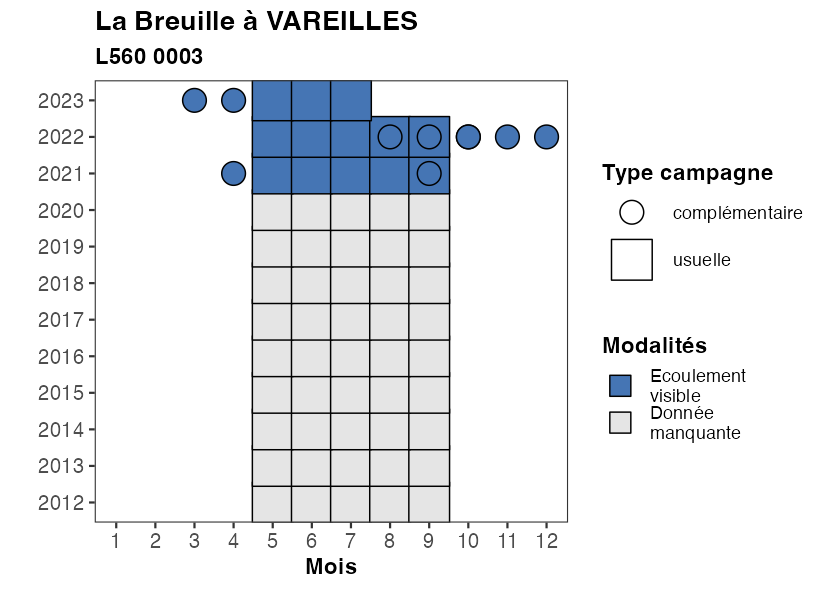 La Breuille à VAREILLES
L560 0003
2023
2022
2021
2020
2019
2018
2017
2016
2015
2014
2013
2012
1 2 3 4 5 6 7 8 9 10 11 12
Mois
Type campagne
complémentaire
usuelle
Modalités
Ecoulement
visible
Donnée
manquante